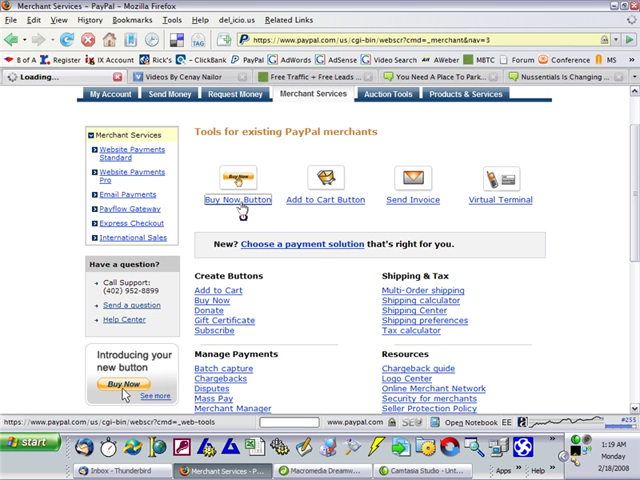 Merchant Services - PayPal - Mozilla Firefox
File Edit View History Bookmarks Tools Help del.icio.us Related Links
TAG https://www.paypal.com/us/cgi-bin/webscr?cmd=_merchant&nav=3
B of A Register IX Account Rick's - ClickBank PayPal AdWords AdSense Video Search AWeber MBTC Forum Conference 02 MS
Loading... Videos By Cenay Nailor Free Traffic + Free Leads ... You Need A Place To Park... Nussentials Is Changing ...
My Account Send Money Request Money Merchant Services Auction Tools Products & Services
Merchant Services
Website Payments Standard
Website Payments Pro
Email Payments
Payflow Gateway
Express Checkout
International Sales
Have a question?
Call Support:
(402) 952-8899
Send a question
Help Center
Introducing your
new button
Buy Now
See more
Tools for existing PayPal merchants
Buy Now
Buy Now Button Add to Cart Button Send Invoice Virtual Terminal
New? Choose a payment solution that's right for you.
Create Buttons
Add to Cart
Buy Now
Donate
Gift Certificate
Subscribe
Shipping & Tax
Multi-Order shipping
Shipping calculator
Shipping Center
Shipping preferences
Tax calculator
Manage Payments
Batch capture
Chargebacks
Disputes
Mass Pay
Merchant Manager
Resources
Chargeback guide
Logo Center
Online Merchant Network
Security for merchants
Seller Protection Policy
https://www.paypal.com/us/cgi-bin/webscr?cmd=_web-tools www.paypal.com Open Notebook EE #255
start
1:19 AM
Monday
2/18/2008
Inbox - Thunderbird Merchant Services - P... Macromedia Dreamw... Camtasia Studio - Unt... Apps » Help »